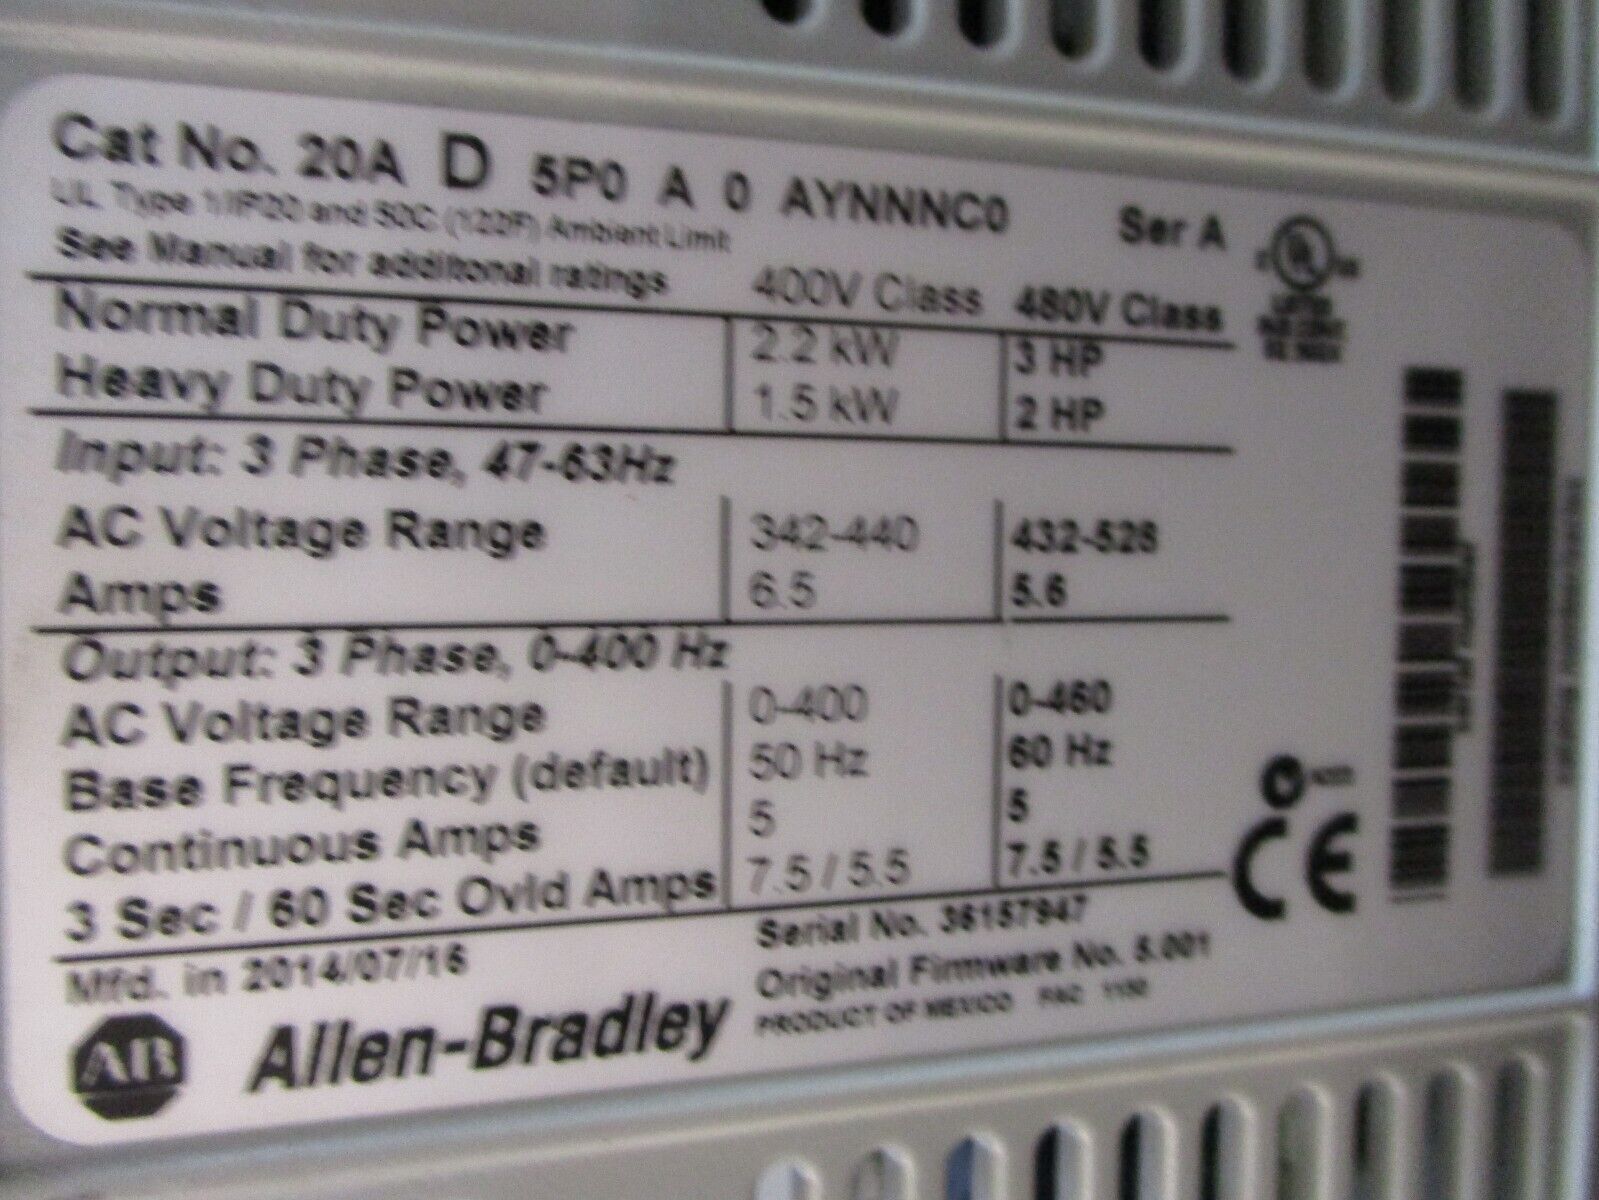 Cat No. 20A D 5P0 A 0 AYNNNC0 Ser A
UL Type 1/IP20 and 50C (122F) Ambient Limit
See Manual for additonal ratings
400V Class 480V Class
Normal Duty Power 2.2 kW 3 HP
Heavy Duty Power 1.5 kW 2 HP
Input: 3 Phase, 47-63Hz
AC Voltage Range 342-440 432-528
Amps 6.5 5.6
Output: 3 Phase, 0-400 Hz
AC Voltage Range 0-400 0-460
Base Frequency (default) 50 Hz 60 Hz
Continuous Amps 5 5
3 Sec / 60 Sec Ovld Amps 7.5 / 5.5 7.5 / 5.5
Mfd. in 2014/07/16
Serial No. 36157947
Original Firmware No. 5.001
PRODUCT OF MEXICO FAC
AB Allen-Bradley
UL
LISTED
CE